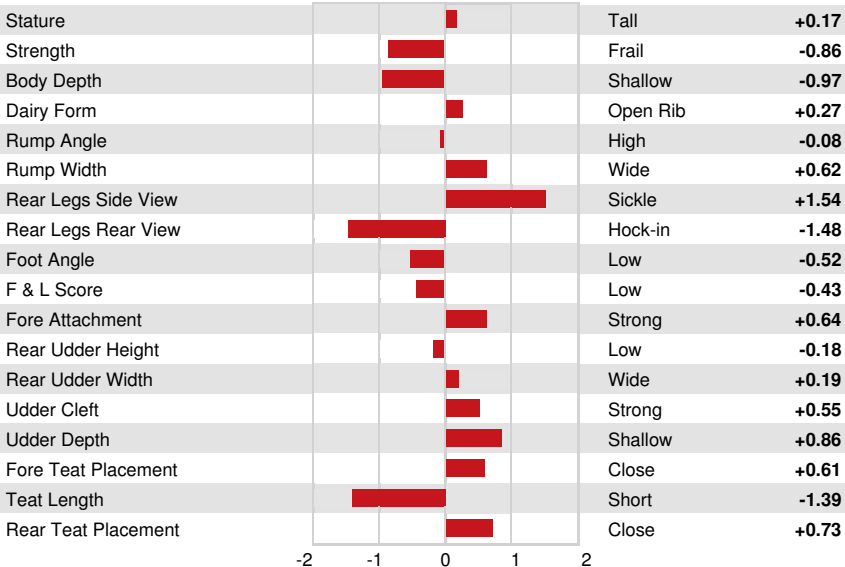 Stature Tall +0.17
Strength Frail -0.86
Body Depth Shallow -0.97
Dairy Form Open Rib +0.27
Rump Angle High -0.08
Rump Width Wide +0.62
Rear Legs Side View Sickle +1.54
Rear Legs Rear View Hock-in -1.48
Foot Angle Low -0.52
F & L Score Low -0.43
Fore Attachment Strong +0.64
Rear Udder Height Low -0.18
Rear Udder Width Wide +0.19
Udder Cleft Strong +0.55
Udder Depth Shallow +0.86
Fore Teat Placement Close +0.61
Teat Length Short -1.39
Rear Teat Placement Close +0.73
-2 -1 0 1 2